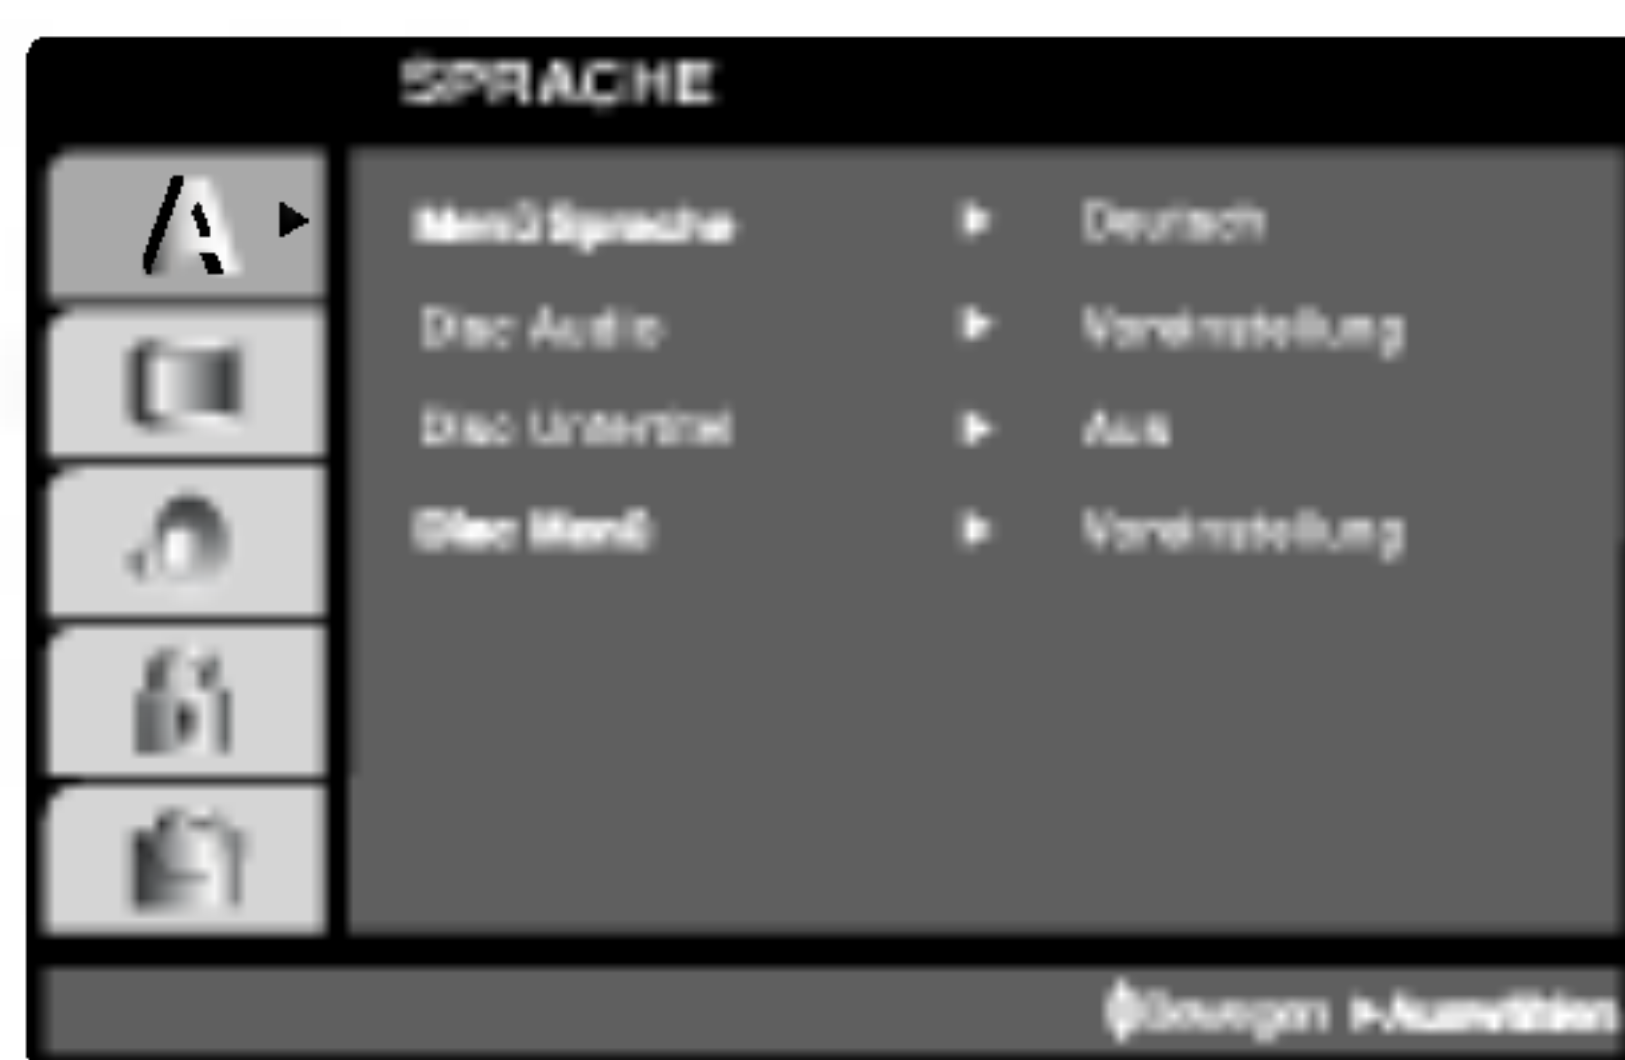 SPRACHE
Menü Sprache ► Deutsch
Disc Audio ► Voreinstellung
Disc Untertitel ► Aus
Disc Menü ► Voreinstellung
Bewegen ►Auswählen